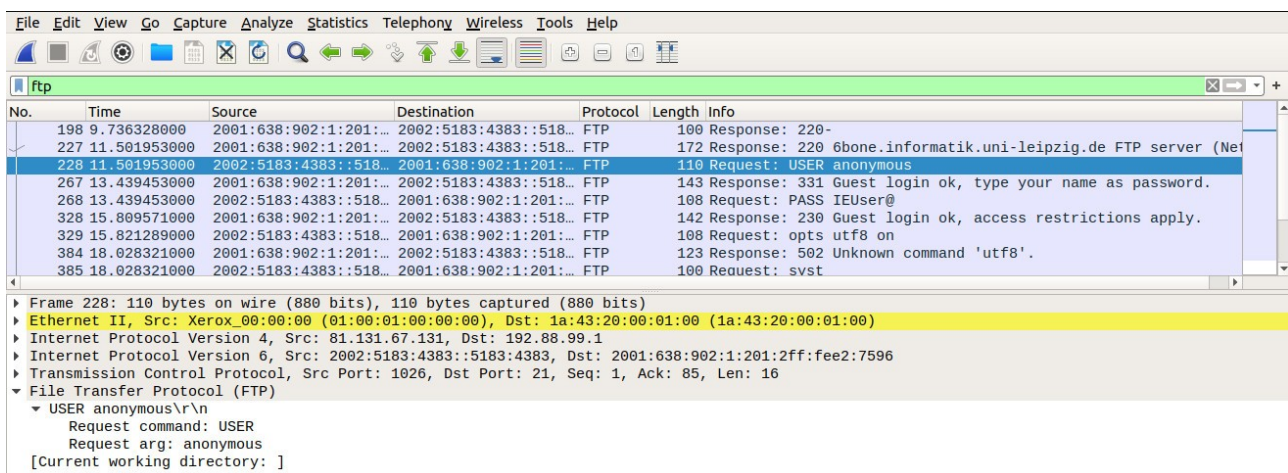 File Edit View Go Capture Analyze Statistics Telephony Wireless Tools Help
ftp
No. Time Source Destination Protocol Length Info
198 9.736328000 2001:638:902:1:201:… 2002:5183:4383::518… FTP 100 Response: 220-
227 11.501953000 2001:638:902:1:201:… 2002:5183:4383::518… FTP 172 Response: 220 6bone.informatik.uni-leipzig.de FTP server (Net
228 11.501953000 2002:5183:4383::518… 2001:638:902:1:201:… FTP 110 Request: USER anonymous
267 13.439453000 2001:638:902:1:201:… 2002:5183:4383::518… FTP 143 Response: 331 Guest login ok, type your name as password.
268 13.439453000 2002:5183:4383::518… 2001:638:902:1:201:… FTP 108 Request: PASS IEUser@
328 15.809571000 2001:638:902:1:201:… 2002:5183:4383::518… FTP 142 Response: 230 Guest login ok, access restrictions apply.
329 15.821289000 2002:5183:4383::518… 2001:638:902:1:201:… FTP 108 Request: opts utf8 on
384 18.028321000 2001:638:902:1:201:… 2002:5183:4383::518… FTP 123 Response: 502 Unknown command 'utf8'.
385 18.028321000 2002:5183:4383::518… 2001:638:902:1:201:… FTP 100 Request: syst
Frame 228: 110 bytes on wire (880 bits), 110 bytes captured (880 bits)
Ethernet II, Src: Xerox_00:00:00 (01:00:01:00:00:00), Dst: 1a:43:20:00:01:00 (1a:43:20:00:01:00)
Internet Protocol Version 4, Src: 81.131.67.131, Dst: 192.88.99.1
Internet Protocol Version 6, Src: 2002:5183:4383::5183:4383, Dst: 2001:638:902:1:201:2ff:fee2:7596
Transmission Control Protocol, Src Port: 1026, Dst Port: 21, Seq: 1, Ack: 85, Len: 16
File Transfer Protocol (FTP)
USER anonymous\r\n
Request command: USER
Request arg: anonymous
[Current working directory: ]